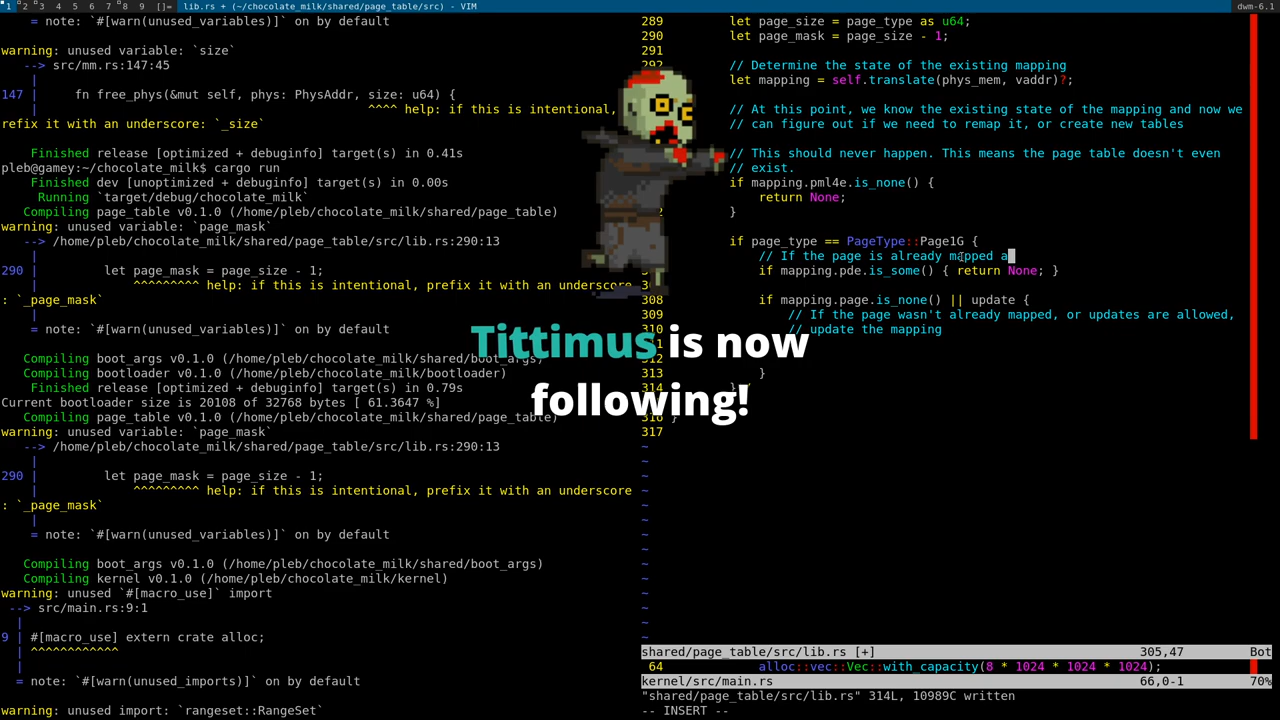 1 2 3 4 5 6 7 8 9 []= lib.rs + (~/chocolate_milk/shared/page_table/src) - VIM dwm-6.1
= note: `#[warn(unused_variables)]` on by default
warning: unused variable: `size`
--> src/mm.rs:147:45
|
147 | fn free_phys(&mut self, phys: PhysAddr, size: u64) {
| ^^^^ help: if this is intentional,
refix it with an underscore: `_size`
Finished release [optimized + debuginfo] target(s) in 0.41s
pleb@gamey:~/chocolate_milk$ cargo run
Finished dev [unoptimized + debuginfo] target(s) in 0.00s
Running `target/debug/chocolate_milk`
Compiling page_table v0.1.0 (/home/pleb/chocolate_milk/shared/page_table)
warning: unused variable: `page_mask`
--> /home/pleb/chocolate_milk/shared/page_table/src/lib.rs:290:13
|
290 | let page_mask = page_size - 1;
| ^^^^^^^^^ help: if this is intentional, prefix it with an underscore
: `_page_mask`
|
= note: `#[warn(unused_variables)]` on by default
Compiling boot_args v0.1.0 (/home/pleb/chocolate_milk/shared/boot_args)
Compiling bootloader v0.1.0 (/home/pleb/chocolate_milk/bootloader)
Finished release [optimized + debuginfo] target(s) in 0.79s
Current bootloader size is 20108 of 32768 bytes [ 61.3647 %]
Compiling page_table v0.1.0 (/home/pleb/chocolate_milk/shared/page_table)
warning: unused variable: `page_mask`
--> /home/pleb/chocolate_milk/shared/page_table/src/lib.rs:290:13
|
290 | let page_mask = page_size - 1;
| ^^^^^^^^^ help: if this is intentional, prefix it with an underscore
: `_page_mask`
|
= note: `#[warn(unused_variables)]` on by default
Compiling boot_args v0.1.0 (/home/pleb/chocolate_milk/shared/boot_args)
Compiling kernel v0.1.0 (/home/pleb/chocolate_milk/kernel)
warning: unused `#[macro_use]` import
--> src/main.rs:9:1
|
9 | #[macro_use] extern crate alloc;
| ^^^^^^^^^^^^
|
= note: `#[warn(unused_imports)]` on by default
warning: unused import: `rangeset::RangeSet`
289 let page_size = page_type as u64;
290 let page_mask = page_size - 1;
291
292 // Determine the state of the existing mapping
let mapping = self.translate(phys_mem, vaddr)?;
// At this point, we know the existing state of the mapping and now we
// can figure out if we need to remap it, or create new tables
// This should never happen. This means the page table doesn't even
// exist.
if mapping.pml4e.is_none() {
return None;
}
if page_type == PageType::Page1G {
// If the page is already mapped a
if mapping.pde.is_some() { return None; }
308 if mapping.page.is_none() || update {
309 // If the page wasn't already mapped, or updates are allowed,
310 // update the mapping
312 }
314 }
316 }
317
~
~
~
~
~
~
~
~
~
~
~
~
~
~
shared/page_table/src/lib.rs [+] 305,47 Bot
64 alloc::vec::Vec::with_capacity(8 * 1024 * 1024 * 1024);
kernel/src/main.rs 66,0-1 70%
"shared/page_table/src/lib.rs" 314L, 10989C written
-- INSERT --
Tittimus is now
following!